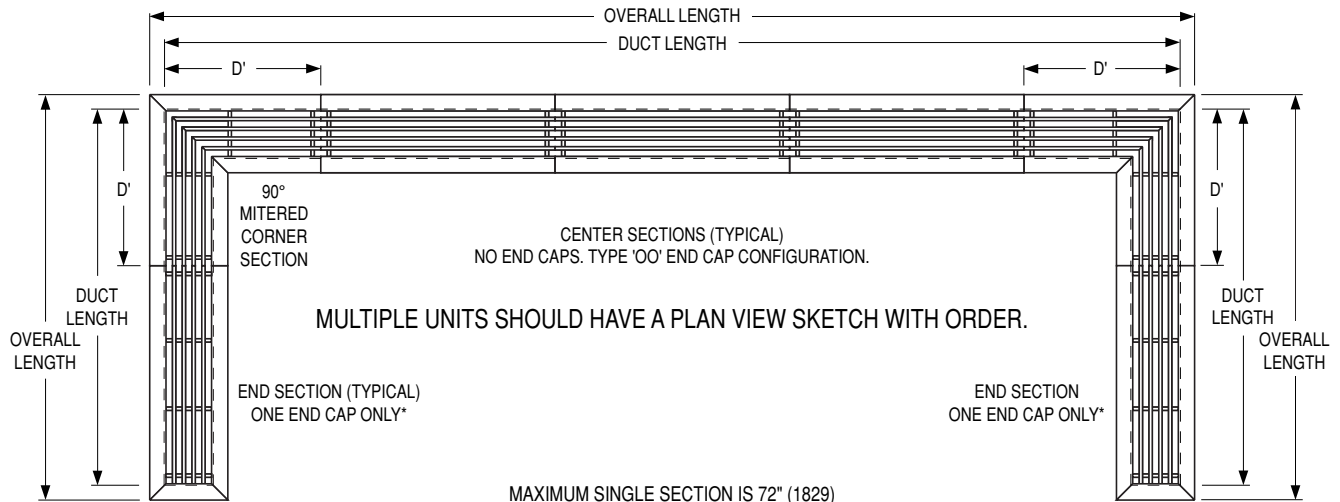 OVERALL LENGTH
DUCT LENGTH
D'
D'
D'
D'
90°
MITERED
CORNER
SECTION
CENTER SECTIONS (TYPICAL)
NO END CAPS. TYPE 'OO' END CAP CONFIGURATION.
DUCT
LENGTH
OVERALL
LENGTH
MULTIPLE UNITS SHOULD HAVE A PLAN VIEW SKETCH WITH ORDER.
DUCT
LENGTH
OVERALL
LENGTH
END SECTION (TYPICAL)
ONE END CAP ONLY*
END SECTION
ONE END CAP ONLY*
MAXIMUM SINGLE SECTION IS 72" (1829)